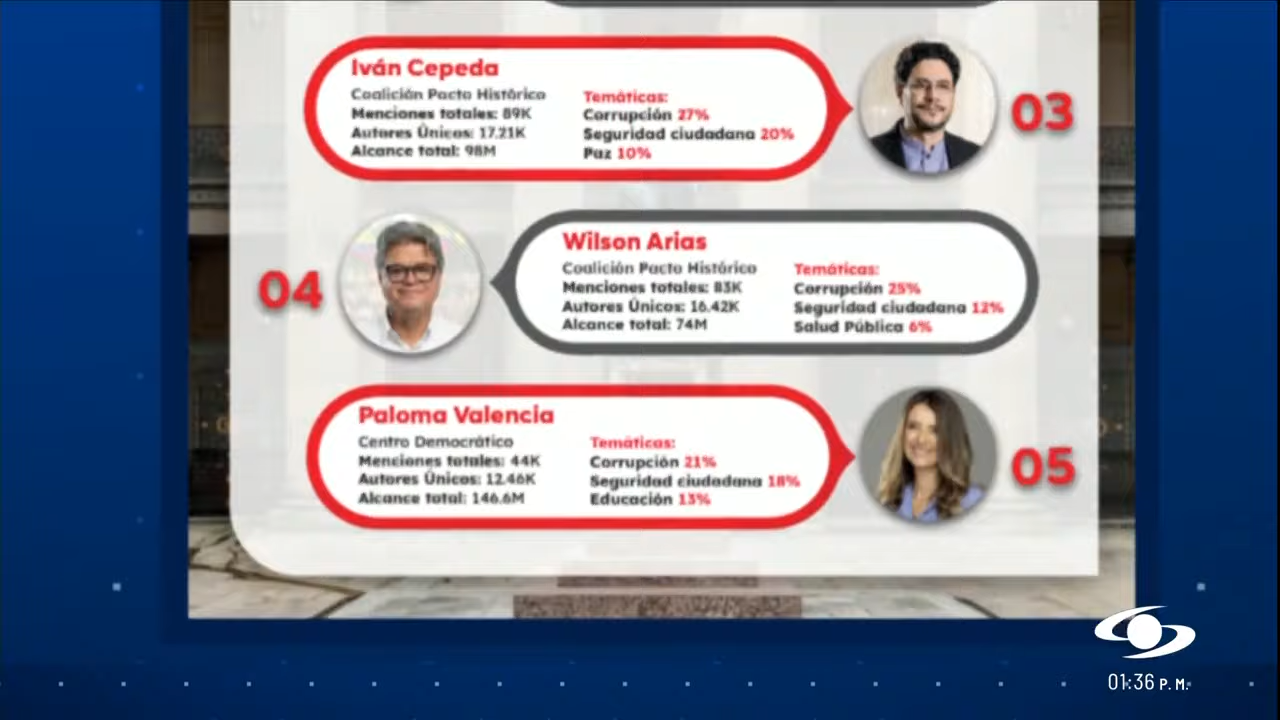 Iván Cepeda
Coalición Pacto Histórico
Menciones totales: 89K
Autores Únicos: 17.21K
Alcance total: 98M
Temáticas:
Corrupción 27%
Seguridad ciudadana 20%
Paz 10%
03
04
Wilson Arias
Coalición Pacto Histórico
Menciones totales: 83K
Autores Únicos: 16.42K
Alcance total: 74M
Temáticas:
Corrupción 25%
Seguridad ciudadana 12%
Salud Pública 6%
Paloma Valencia
Centro Democrático
Menciones totales: 44K
Autores Únicos: 12.46K
Alcance total: 146.6M
Temáticas:
Corrupción 21%
Seguridad ciudadana 18%
Educación 13%
05
01:36 P. M.